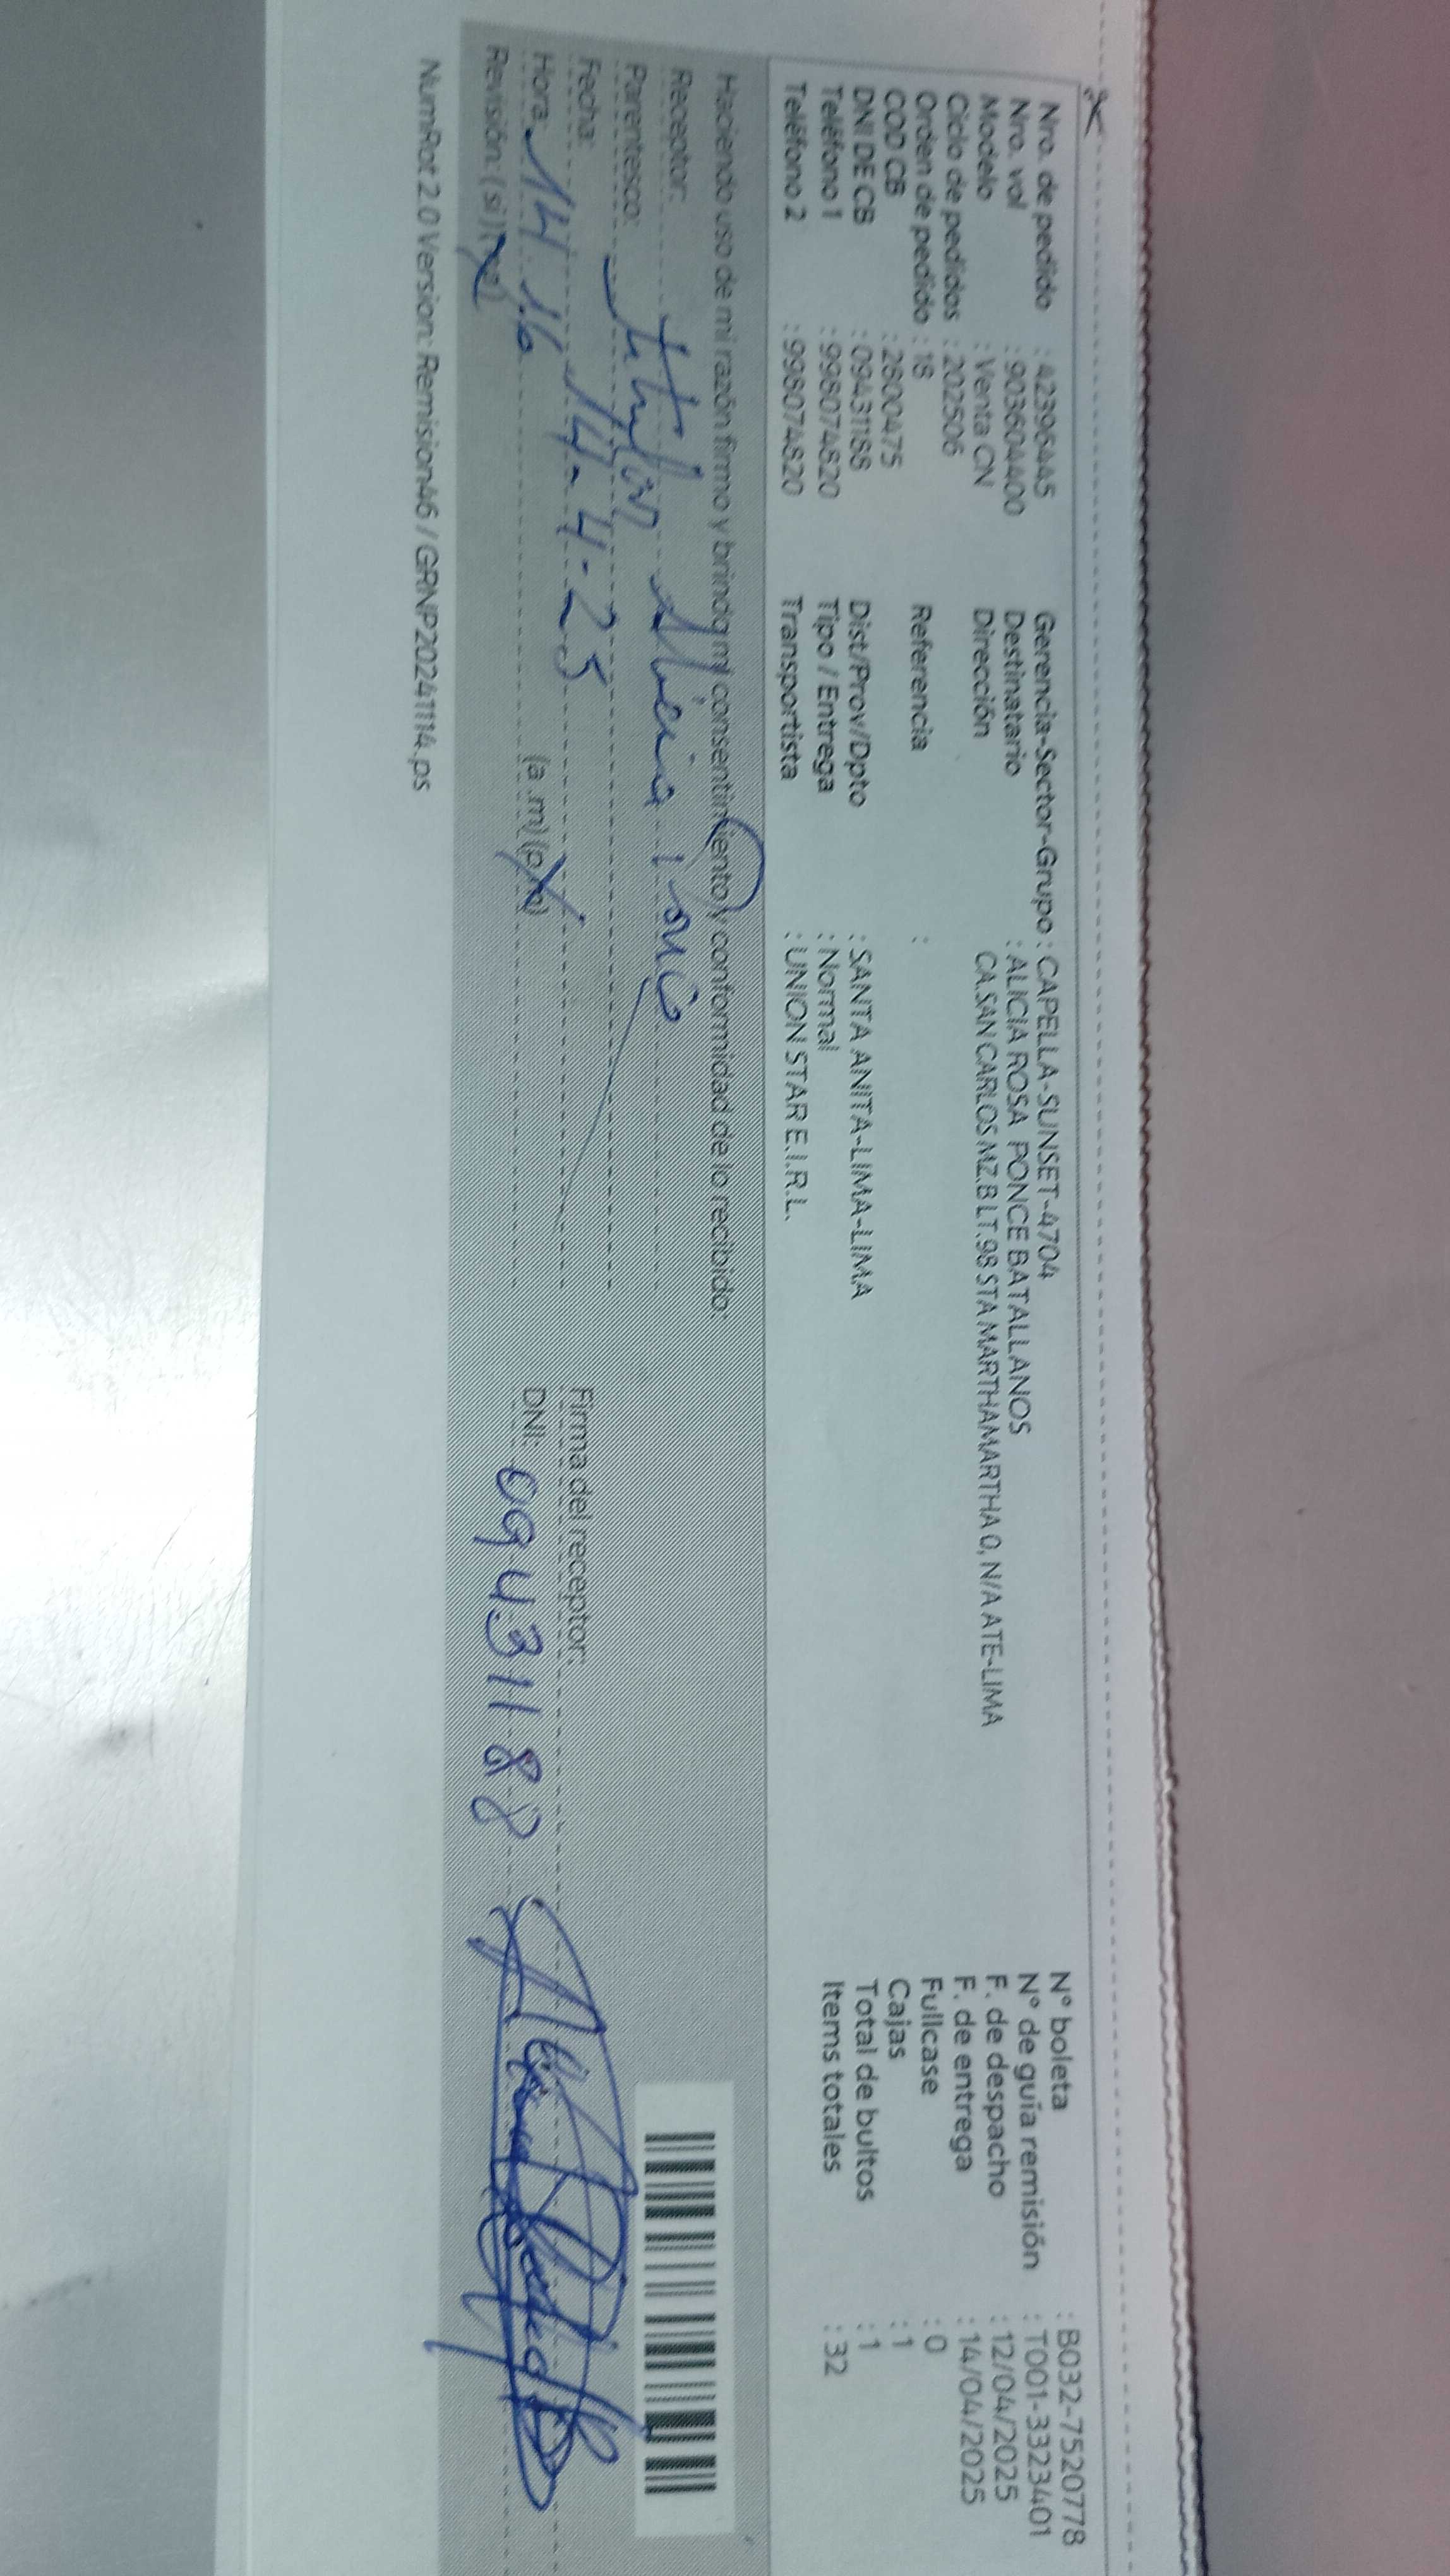 Nro. de pedido : 42396445
Nro. vol : 903604400
Modelo : Venta CN
Ciclo de pedidos : 202506
Orden de pedido : 18
COD CB : 2800475
DNI DE CB : 09431188
Teléfono 1 : 998074820
Teléfono 2 : 998074820
Gerencia-Sector-Grupo : CAPELLA-SUNSET-4704
Destinatario : ALICIA ROSA PONCE BATALLANOS
Dirección CA.SAN CARLOS MZ.B LT.98 STA MARTHAMARTHA 0, N/A ATE-LIMA
Referencia :
Dist/Prov/Dpto : SANTA ANITA-LIMA-LIMA
Tipo / Entrega : Normal
Transportista : UNION STAR E.I.R.L.
N° boleta : B032-7520778
N° de guía remisión : T001-3323401
F. de despacho : 12/04/2025
F. de entrega : 14/04/2025
Fullcase : 0
Cajas : 1
Total de bultos : 1
Items totales : 32
Haciendo uso de mi razón firmo y brindo mi consentimiento y conformidad de lo recibido:
Receptor: Alicia Ponce
Parentesco: titular
Fecha: 14-4-25
Hora: 14 16 (a .m) (p.m)
Revisión: (si) (no)
Firma del receptor:
DNI: 09431188
NumRot 2.0 Version: Remision46 / GRNP20241114.ps